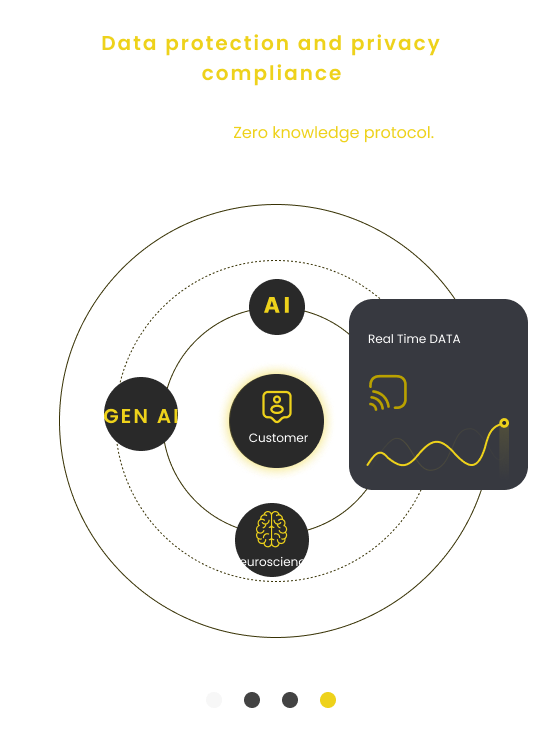 Data protection and privacy
compliance
Zero knowledge protocol.
AI
Real Time DATA
GEN AI
Customer
euroscienc